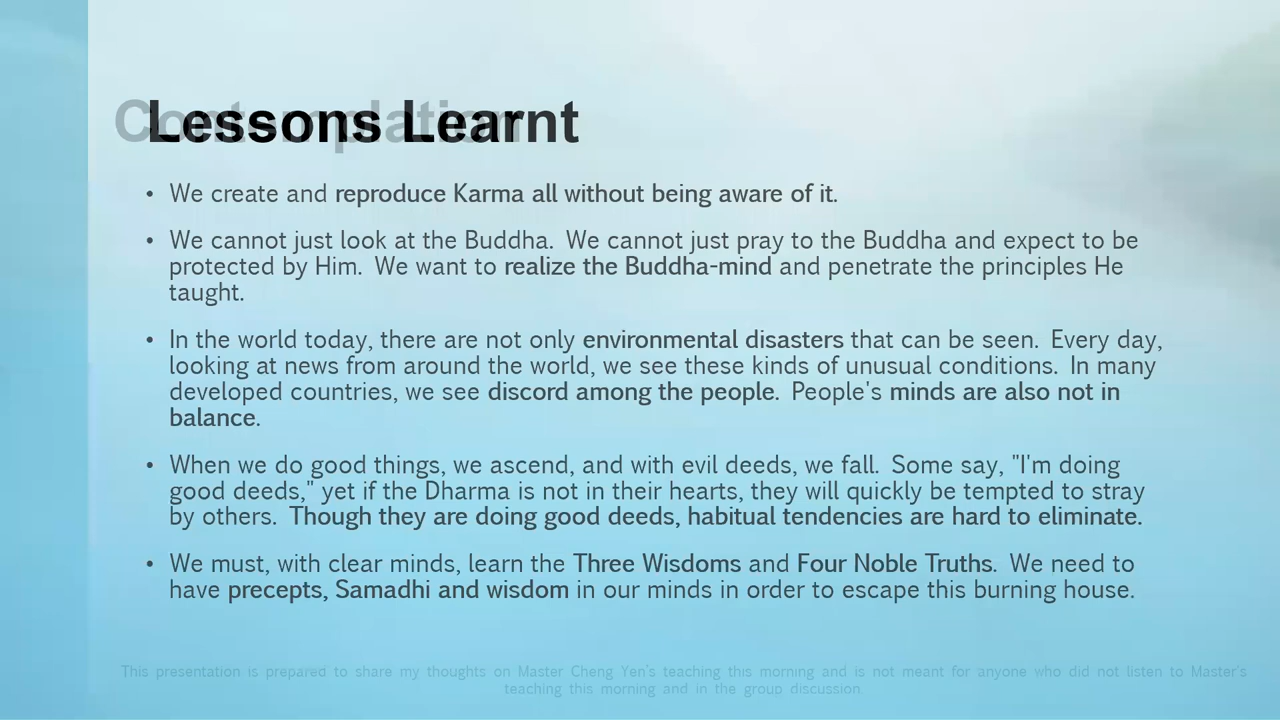 Contemplation
Lessons Learnt
• We create and reproduce Karma all without being aware of it.
• We cannot just look at the Buddha. We cannot just pray to the Buddha and expect to be
protected by Him. We want to realize the Buddha-mind and penetrate the principles He
taught.
• In the world today, there are not only environmental disasters that can be seen. Every day,
looking at news from around the world, we see these kinds of unusual conditions. In many
developed countries, we see discord among the people. People's minds are also not in
balance.
• When we do good things, we ascend, and with evil deeds, we fall. Some say, "I'm doing
good deeds," yet if the Dharma is not in their hearts, they will quickly be tempted to stray
by others. Though they are doing good deeds, habitual tendencies are hard to eliminate.
• We must, with clear minds, learn the Three Wisdoms and Four Noble Truths. We need to
have precepts, Samadhi and wisdom in our minds in order to escape this burning house.
This presentation is prepared to share my thoughts on Master Cheng Yen's teaching this morning and is not meant for anyone who did not listen to Master's
teaching this morning and in the group discussion.